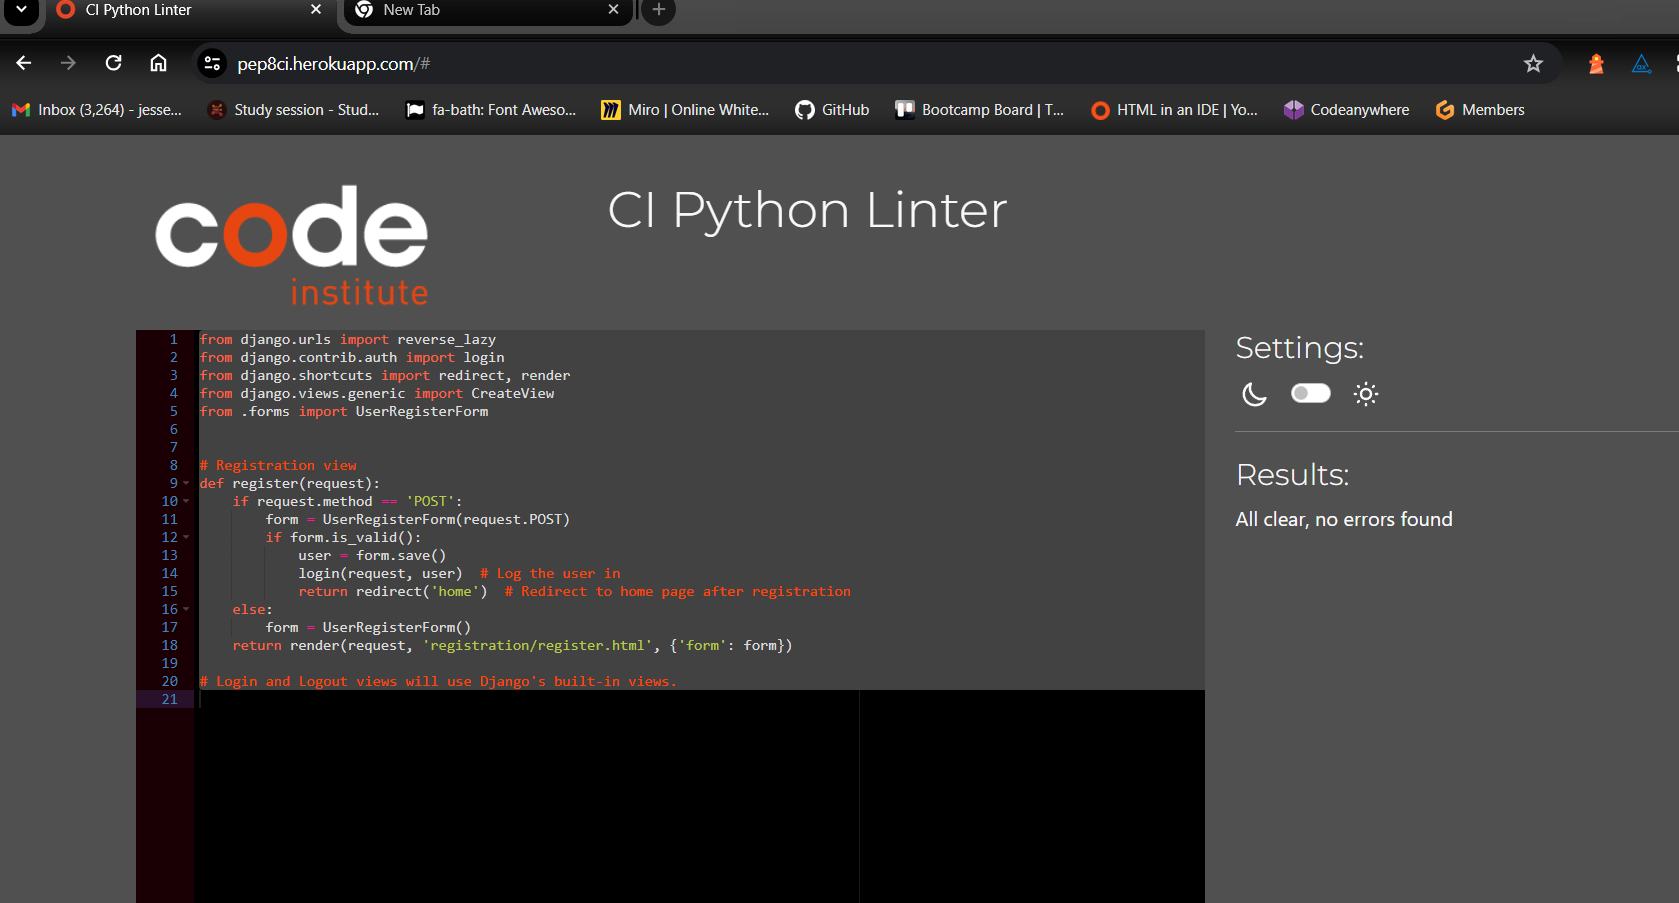 CI Python Linter
New Tab
pep8ci.herokuapp.com/#
Inbox (3,264) - jesse...
Study session - Stud...
fa-bath: Font Aweso...
Miro | Online White...
GitHub
Bootcamp Board | T...
HTML in an IDE | Yo...
Codeanywhere
Members
code
institute
CI Python Linter
1 from django.urls import reverse_lazy
2 from django.contrib.auth import login
3 from django.shortcuts import redirect, render
4 from django.views.generic import CreateView
5 from .forms import UserRegisterForm
6
7
8 # Registration view
9 def register(request):
10     if request.method == 'POST':
11         form = UserRegisterForm(request.POST)
12         if form.is_valid():
13             user = form.save()
14             login(request, user)  # Log the user in
15             return redirect('home')  # Redirect to home page after registration
16     else:
17         form = UserRegisterForm()
18     return render(request, 'registration/register.html', {'form': form})
19
20 # Login and Logout views will use Django's built-in views.
21
Settings:
Results:
All clear, no errors found